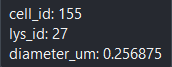 cell_id: 155
lys_id: 27
diameter_um: 0.256875